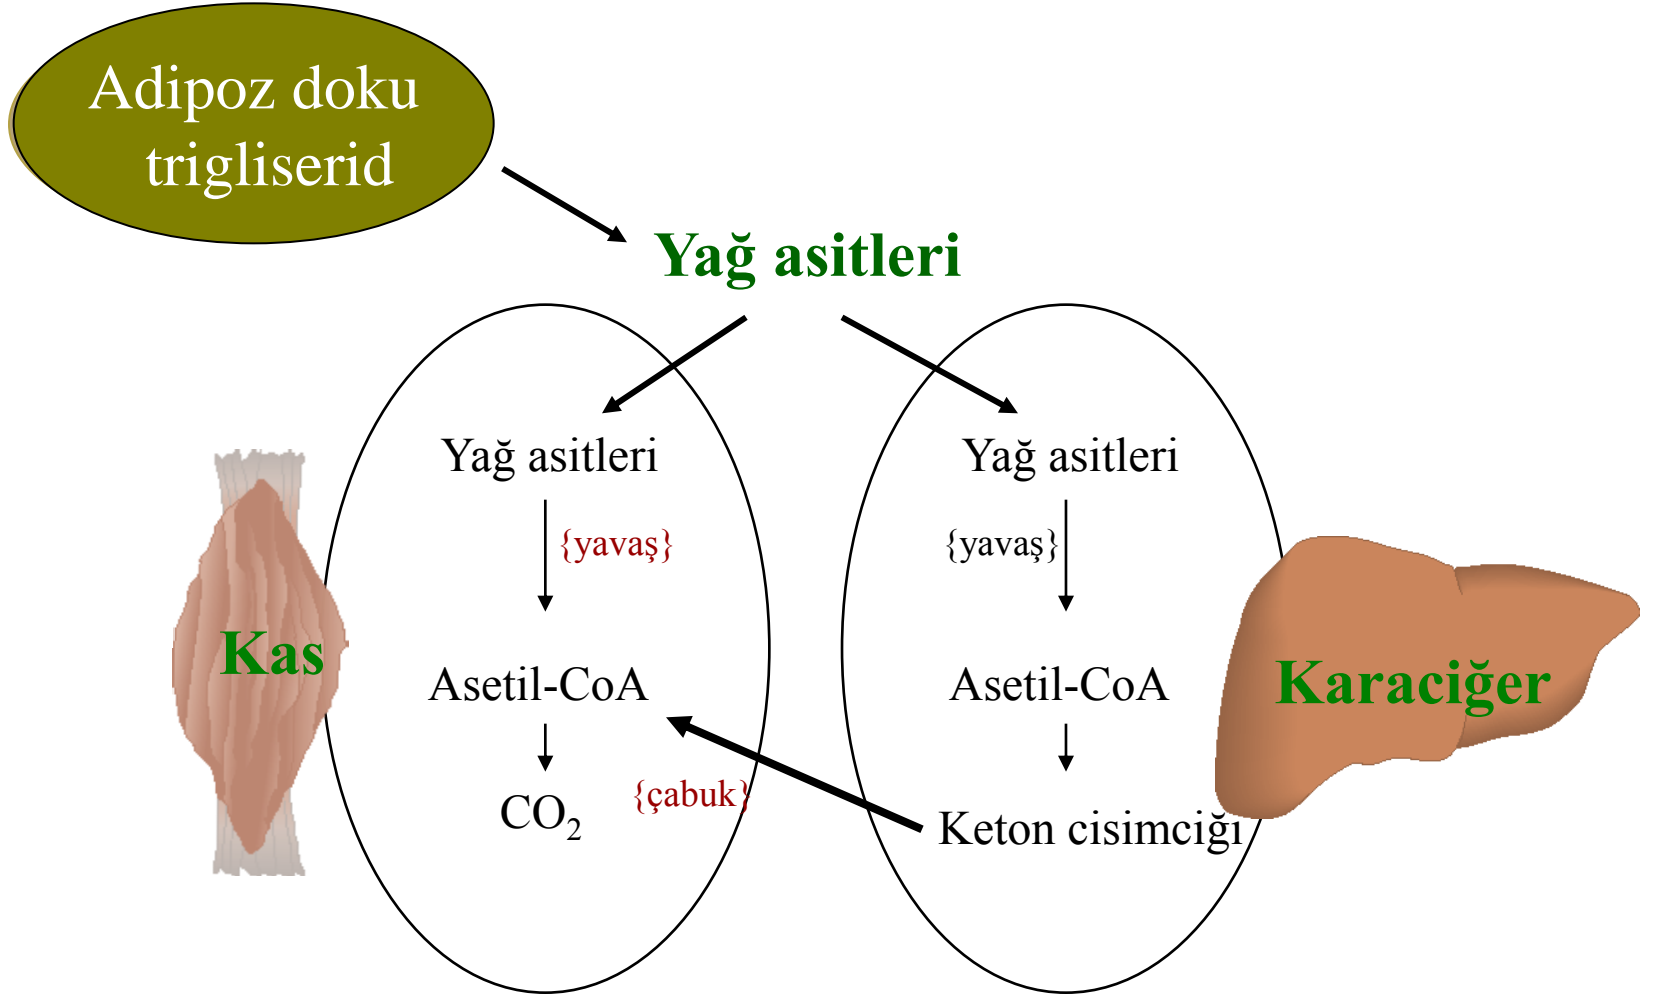 Adipoz doku
trigliserid
Yağ asitleri
Yağ asitleri
{yavaş}
Asetil-CoA
CO₂
{çabuk}
Kas
Yağ asitleri
{yavaş}
Asetil-CoA
Keton cisimciği
Karaciğer